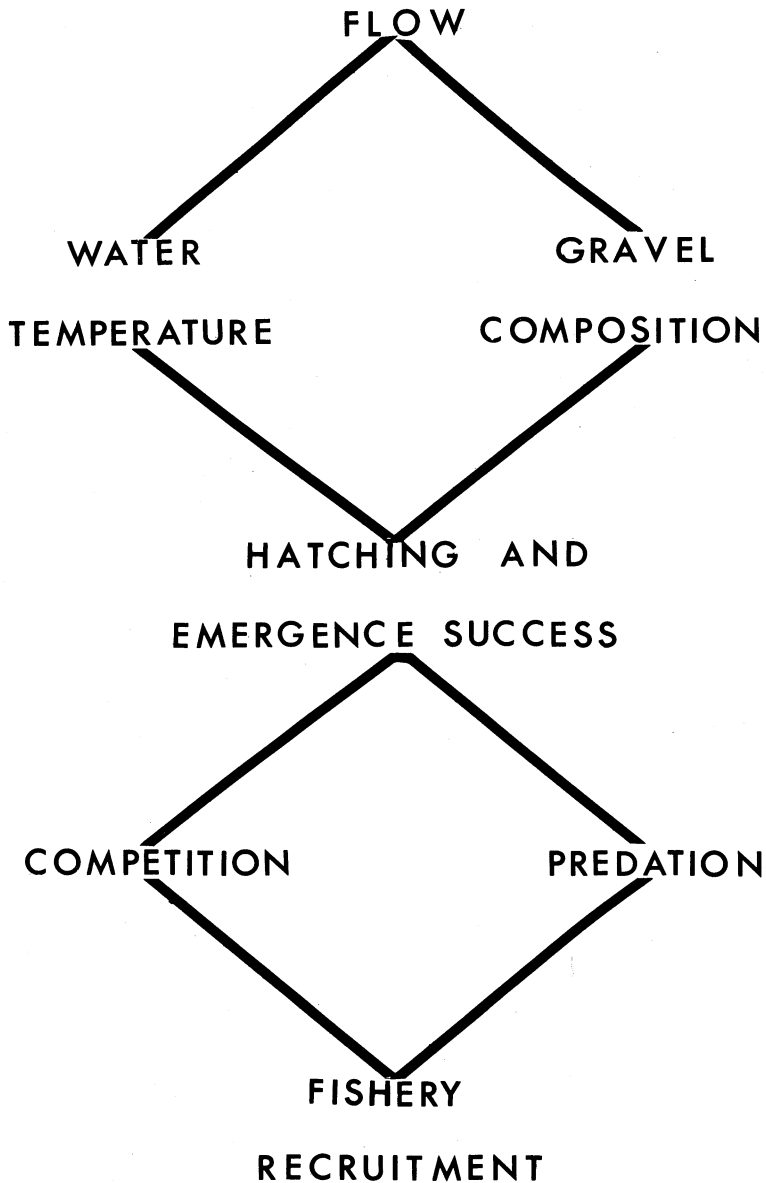 FLOW
WATER
TEMPERATURE
GRAVEL
COMPOSITION
HATCHING AND
EMERGENCE SUCCESS
COMPETITION
PREDATION
FISHERY
RECRUITMENT